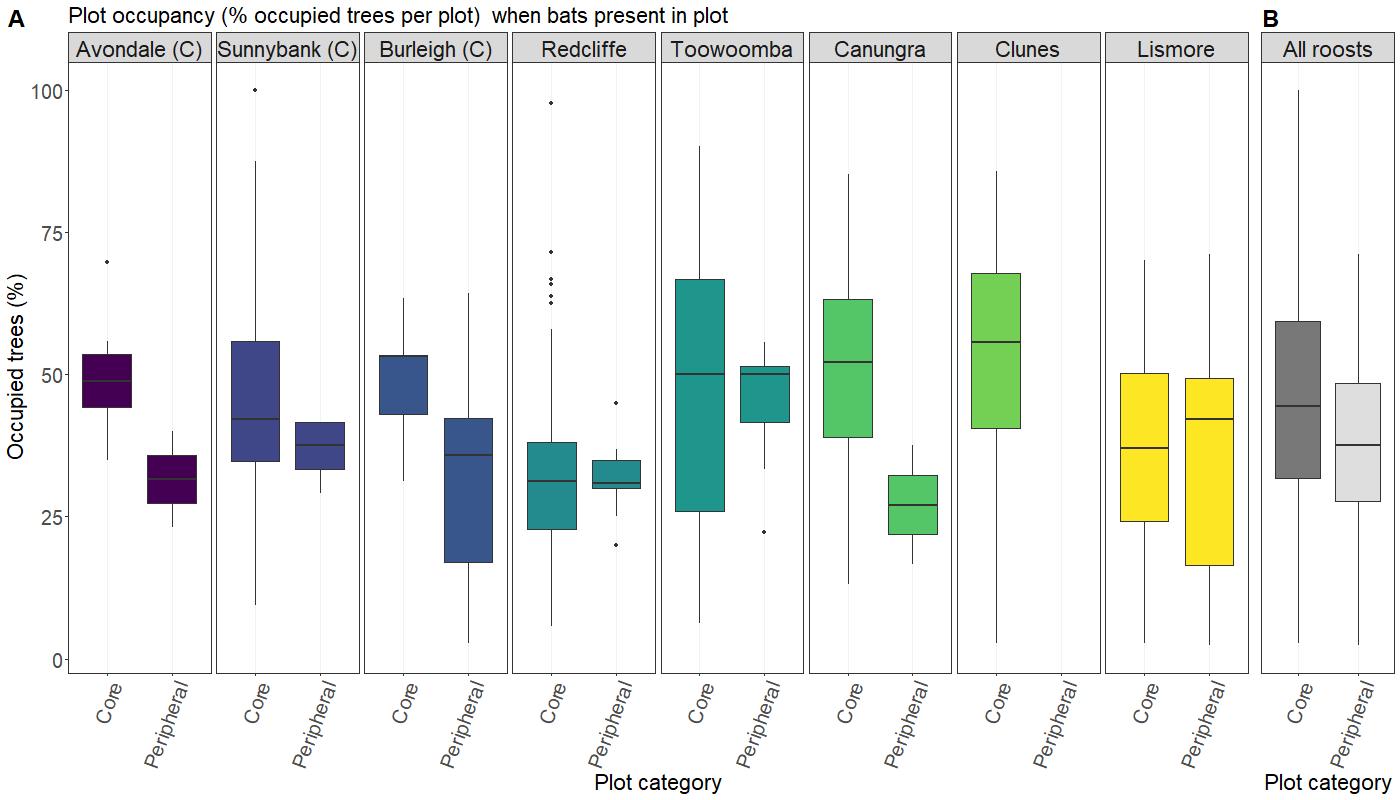 A Plot occupancy (% occupied trees per plot)  when bats present in plot B
Avondale (C) Sunnybank (C) Burleigh (C) Redcliffe Toowoomba Canungra Clunes Lismore All roosts
Occupied trees (%)
100
75
50
25
0
Core Peripheral Core Peripheral Core Peripheral Core Peripheral Core Peripheral Core Peripheral Core Peripheral Core Peripheral Core Peripheral
Plot category Plot category